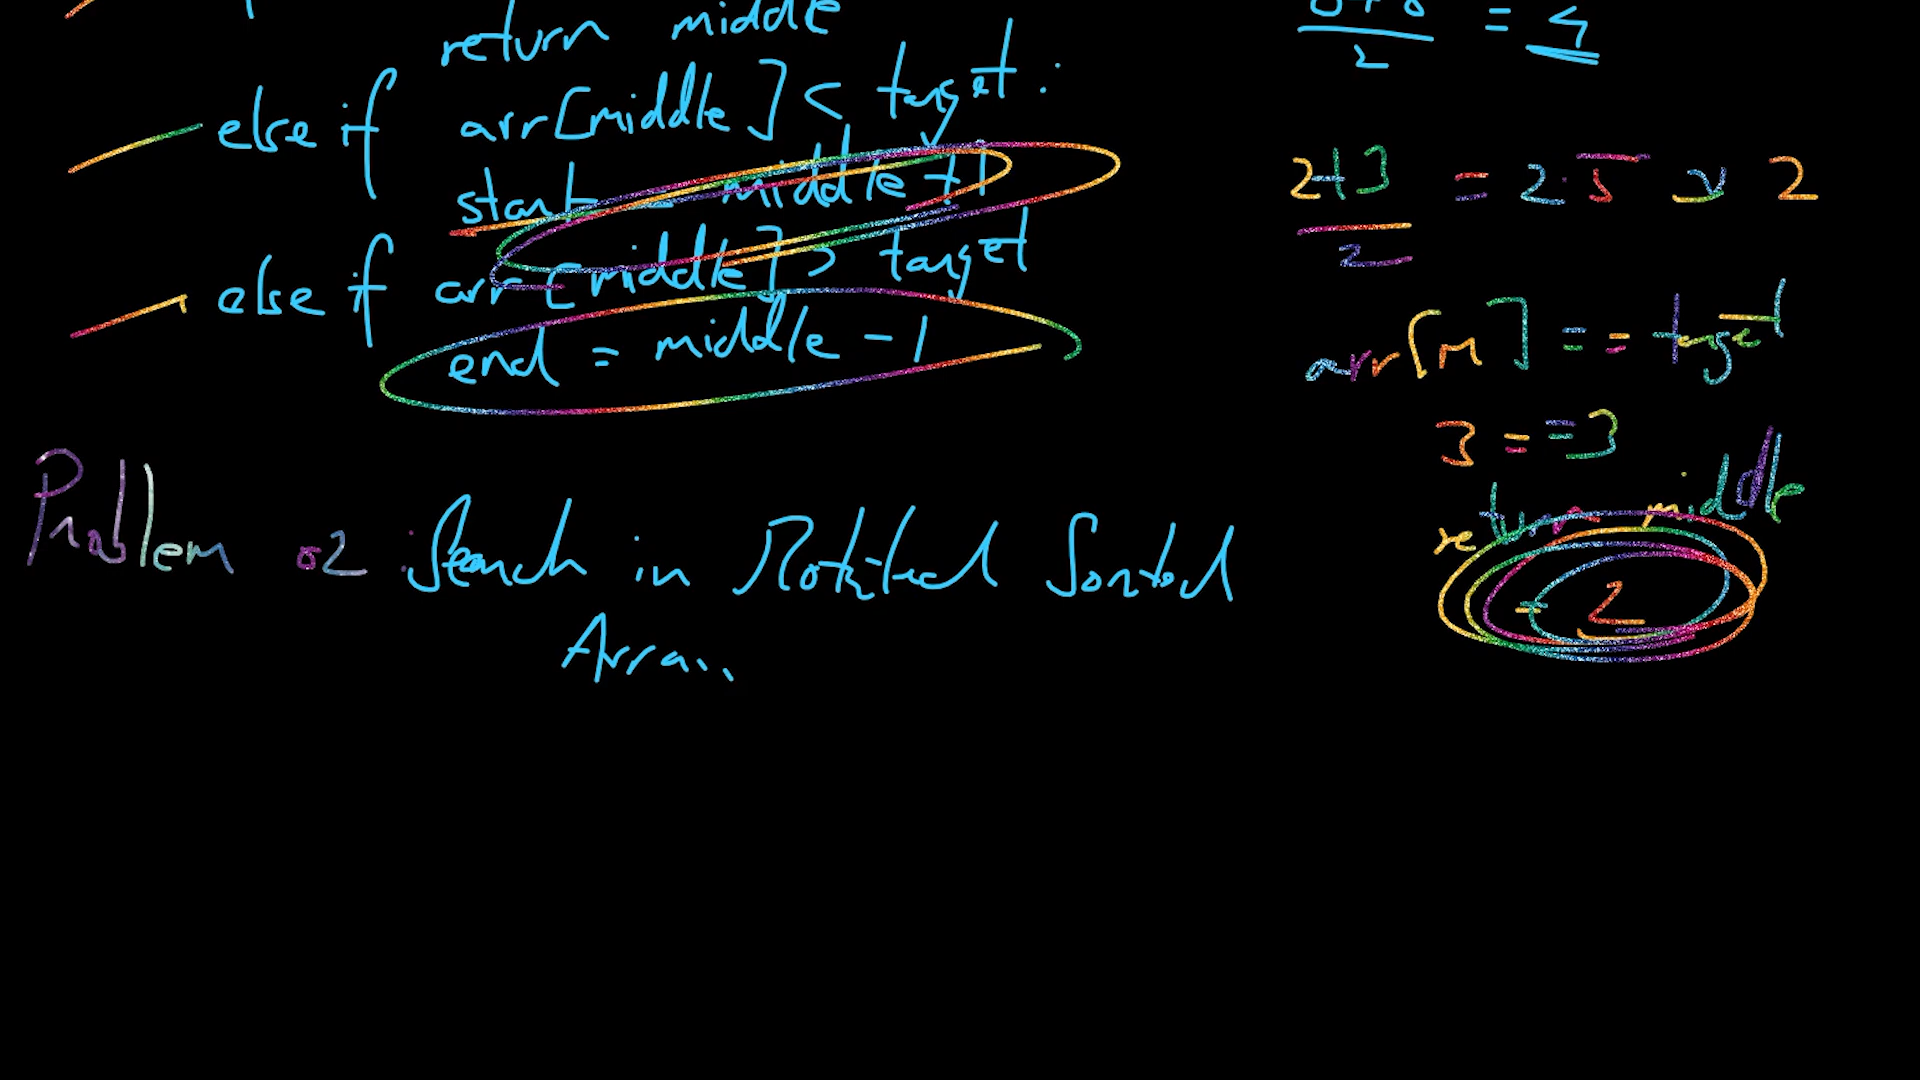 return middle
else if arr[middle] < target:
start = middle + 1
else if arr[middle] > target
end = middle - 1
Problem 02: Search in Rotated Sorted
Array
2 = 4
2+3 = 2.5 ~ 2
2
arr[m] == target
3 == 3
return middle
= 2